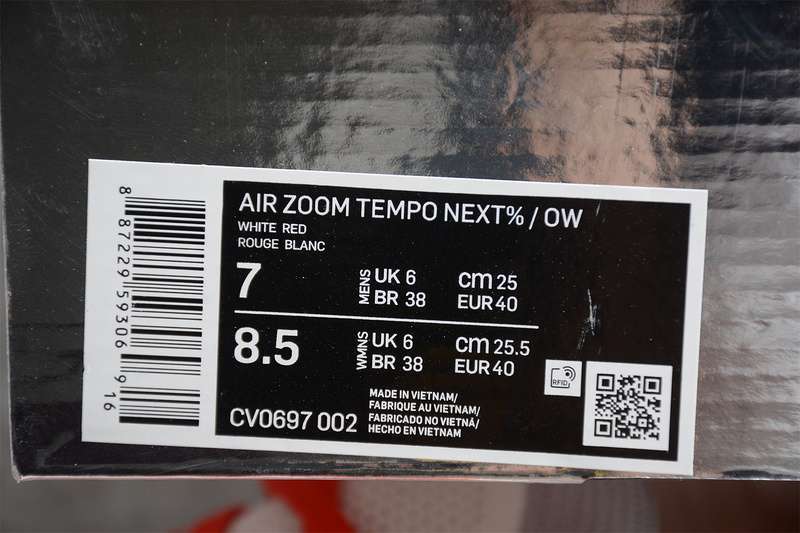 AIR ZOOM TEMPO NEXT% / OW
WHITE RED
ROUGE BLANC
7 MENS UK 6 cm 25
BR 38 EUR 40
8.5 WMNS UK 6 cm 25.5
BR 38 EUR 40
RFID
CV0697 002
MADE IN VIETNAM/
FABRIQUE AU VIETNAM/
FABRICADO NO VIETNÃ/
HECHO EN VIETNAM
8 87229 59306 9 16